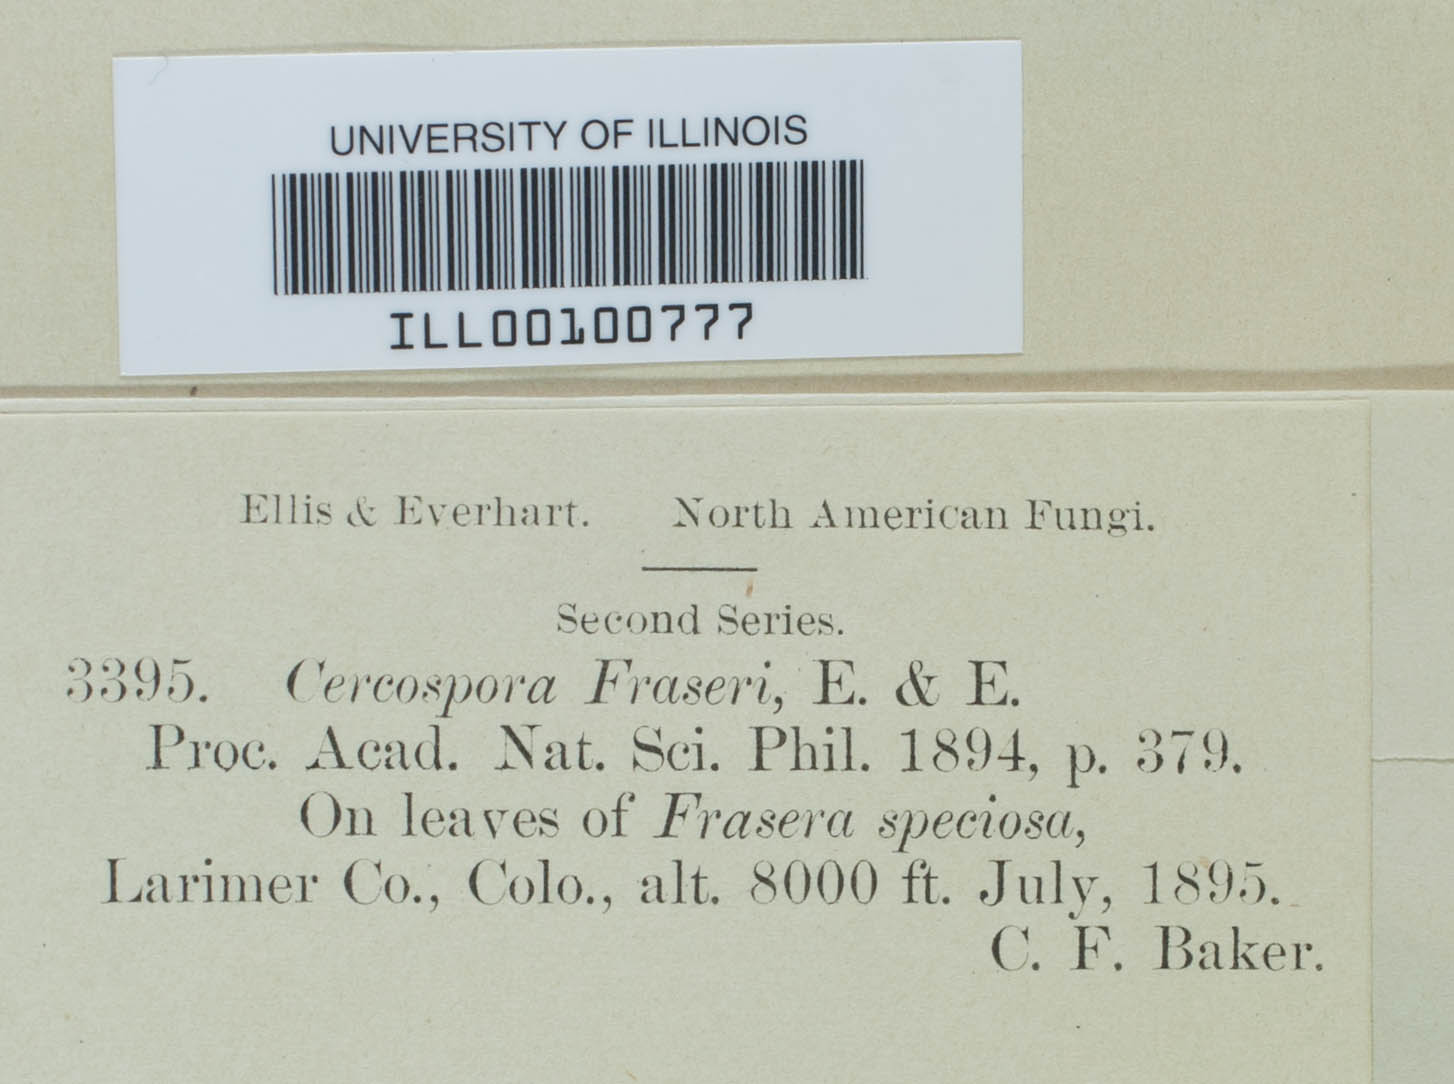 UNIVERSITY OF ILLINOIS
ILL00100777
Ellis & Everhart. North American Fungi.
Second Series.
3395. Cercospora Fraseri, E. & E.
Proc. Acad. Nat. Sci. Phil. 1894, p. 379.
On leaves of Frasera speciosa,
Larimer Co., Colo., alt. 8000 ft. July, 1895.
C. F. Baker.